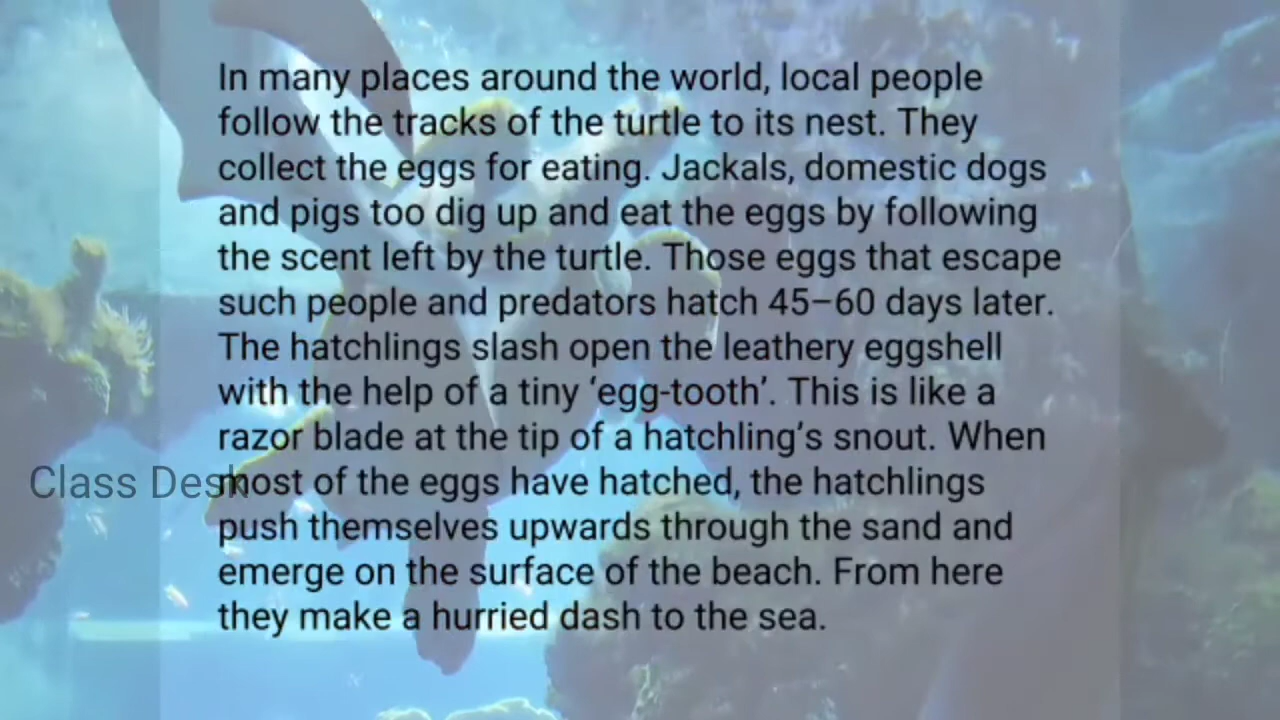 In many places around the world, local people
follow the tracks of the turtle to its nest. They
collect the eggs for eating. Jackals, domestic dogs
and pigs too dig up and eat the eggs by following
the scent left by the turtle. Those eggs that escape
such people and predators hatch 45–60 days later.
The hatchlings slash open the leathery eggshell
with the help of a tiny ‘egg-tooth’. This is like a
razor blade at the tip of a hatchling’s snout. When
Class Desk
most of the eggs have hatched, the hatchlings
push themselves upwards through the sand and
emerge on the surface of the beach. From here
they make a hurried dash to the sea.